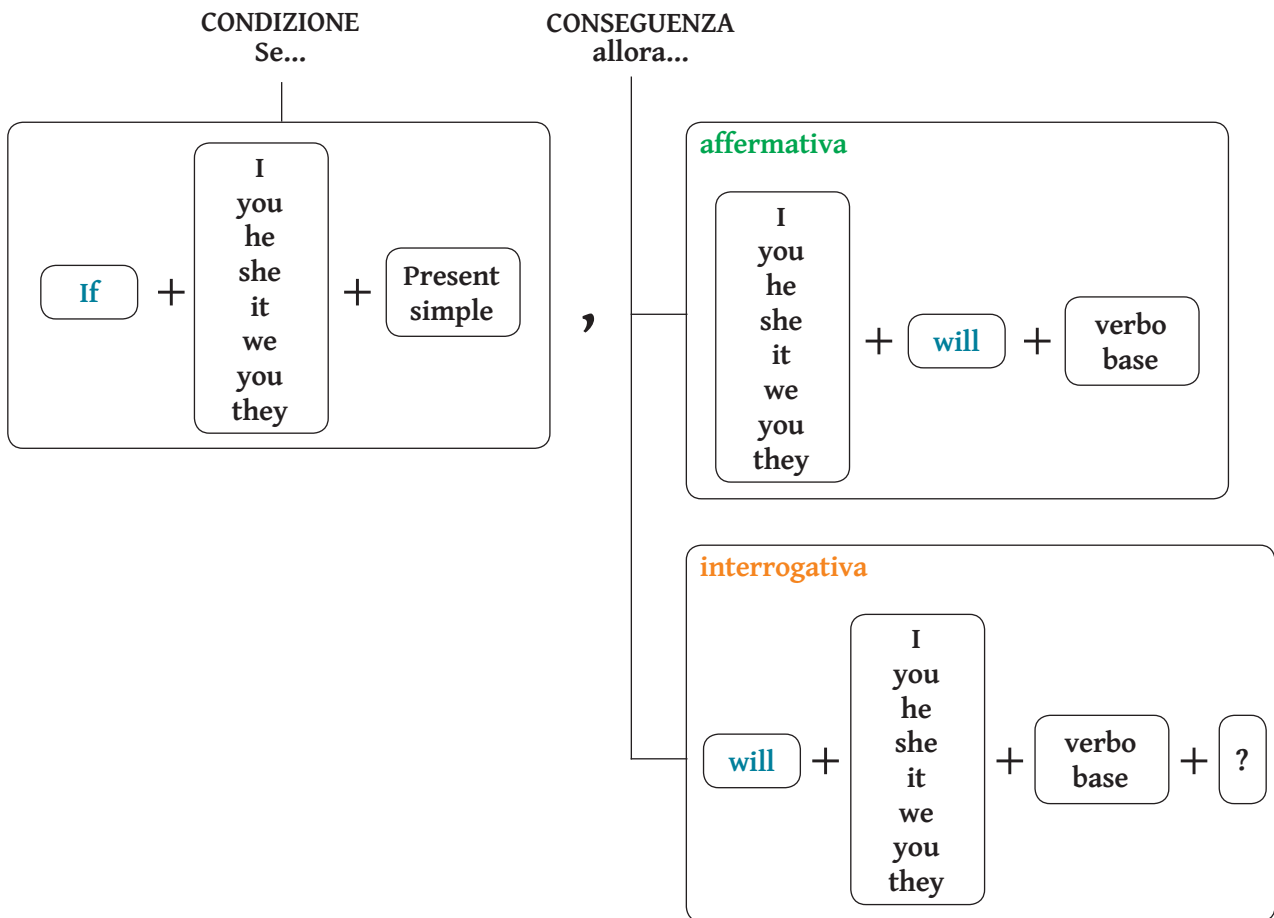 CONDIZIONE
Se...
CONSEGUENZA
allora...
If
+
I
you
he
she
it
we
you
they
+
Present
simple
,
affermativa
I
you
he
she
it
we
you
they
+
will
+
verbo
base
interrogativa
will
+
I
you
he
she
it
we
you
they
+
verbo
base
+
?